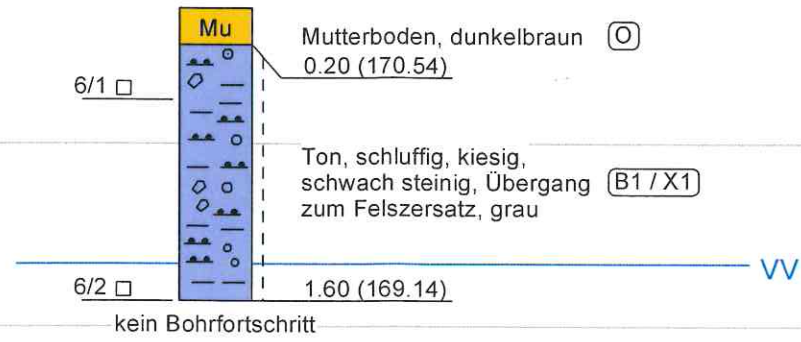 Mu
Mutterboden, dunkelbraun O
0.20 (170.54)
6/1
Ton, schluffig, kiesig,
schwach steinig, Übergang B1 / X1
zum Felszersatz, grau
VV
6/2
1.60 (169.14)
kein Bohrfortschritt